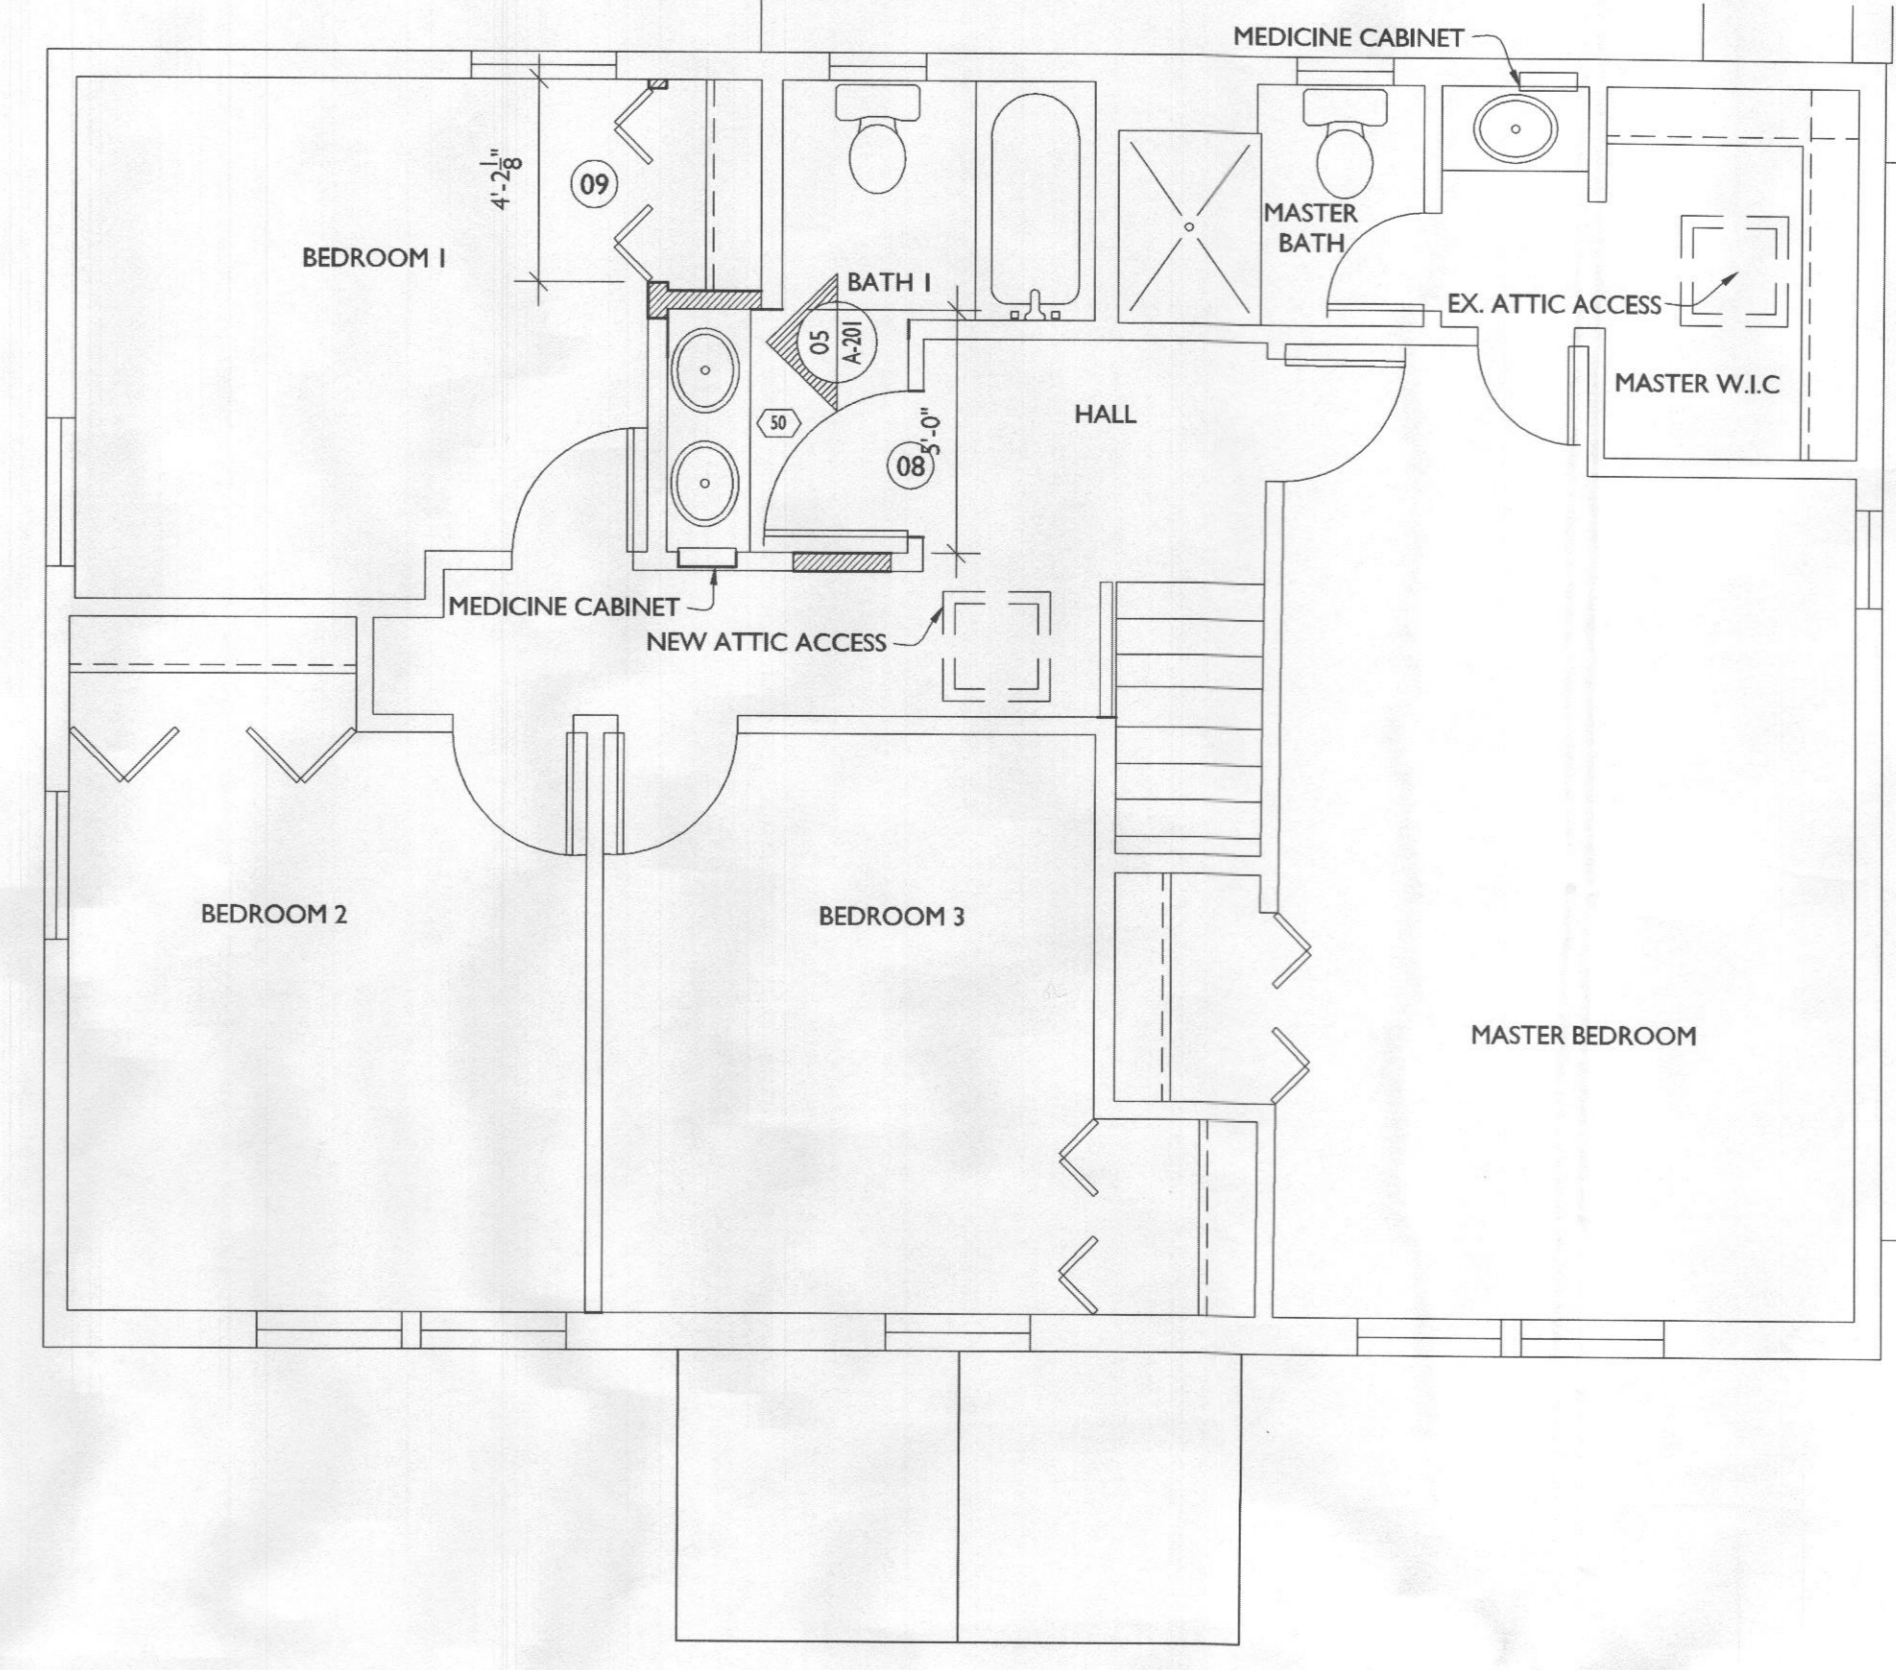 MEDICINE CABINET
4'-2 1/8"
09
MASTER
BATH
BEDROOM 1
BATH 1
EX. ATTIC ACCESS
05
A-201
MASTER W.I.C
50
HALL
5'-0"
08
MEDICINE CABINET
NEW ATTIC ACCESS
BEDROOM 2
BEDROOM 3
MASTER BEDROOM